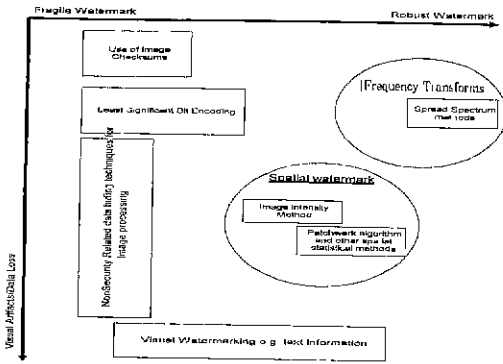 Fragile Watermark
Robust Watermark
Use of Image
Checksums
Frequency Transforms
Spread Spectrum
methods
Least Significant Bit Encoding
NonSecurity Related data hiding techniques for
Image processing
Spatial watermark
Image Intensity
Method
Patchwork algorithm
and other spatial
statistical methods
Visual Artifacts/Data Loss
Visual Watermarking e.g. text Information